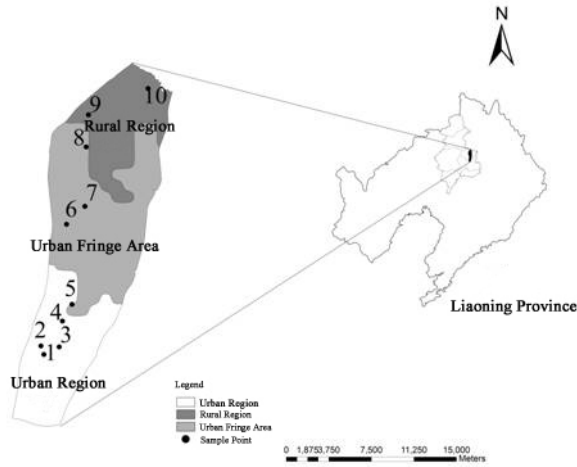 N
10
9
Rural Region
8
7
6
Urban Fringe Area
5
4
2
3
1
Urban Region
Liaoning Province
Legend
Urban Region
Rural Region
Urban Fringe Area
Sample Point
0 1,8753,750 7,500 11,250 15,000
Meters